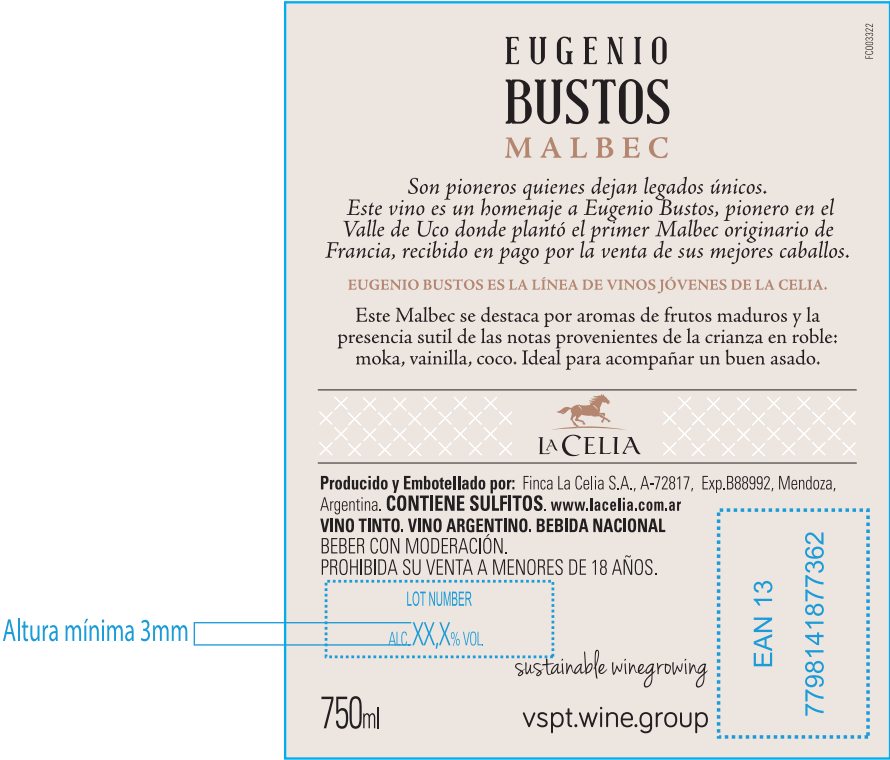 FC003322
EUGENIO
BUSTOS
MALBEC
Son pioneros quienes dejan legados únicos.
Este vino es un homenaje a Eugenio Bustos, pionero en el
Valle de Uco donde plantó el primer Malbec originario de
Francia, recibido en pago por la venta de sus mejores caballos.
EUGENIO BUSTOS ES LA LÍNEA DE VINOS JÓVENES DE LA CELIA.
Este Malbec se destaca por aromas de frutos maduros y la
presencia sutil de las notas provenientes de la crianza en roble:
moka, vainilla, coco. Ideal para acompañar un buen asado.
LA CELIA
Producido y Embotellado por: Finca La Celia S.A., A-72817, Exp.B88992, Mendoza,
Argentina. CONTIENE SULFITOS. www.lacelia.com.ar
VINO TINTO. VINO ARGENTINO. BEBIDA NACIONAL
BEBER CON MODERACIÓN.
PROHIBIDA SU VENTA A MENORES DE 18 AÑOS.
LOT NUMBER
Altura mínima 3mm
ALC. XX,X% VOL.
sustainable winegrowing
750ml
vspt.wine.group
EAN 13
7798141877362